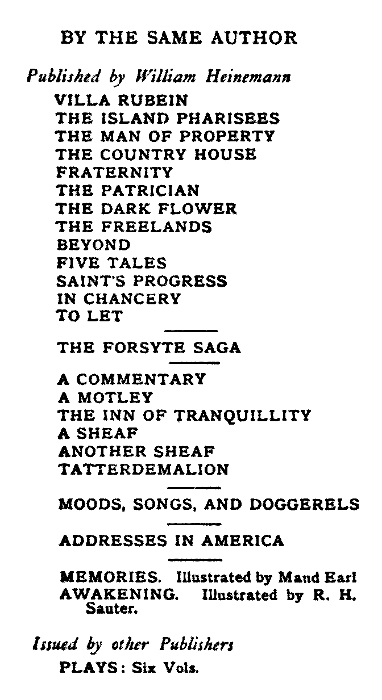 BY THE SAME AUTHOR
Published by William Heinemann
VILLA RUBEIN
THE ISLAND PHARISEES
THE MAN OF PROPERTY
THE COUNTRY HOUSE
FRATERNITY
THE PATRICIAN
THE DARK FLOWER
THE FREELANDS
BEYOND
FIVE TALES
SAINT'S PROGRESS
IN CHANCERY
TO LET
THE FORSYTE SAGA
A COMMENTARY
A MOTLEY
THE INN OF TRANQUILLITY
A SHEAF
ANOTHER SHEAF
TATTERDEMALION
MOODS, SONGS, AND DOGGERELS
ADDRESSES IN AMERICA
MEMORIES. Illustrated by Maud Earl
AWAKENING. Illustrated by R. H.
Sauter.
Issued by other Publishers
PLAYS: Six Vols.